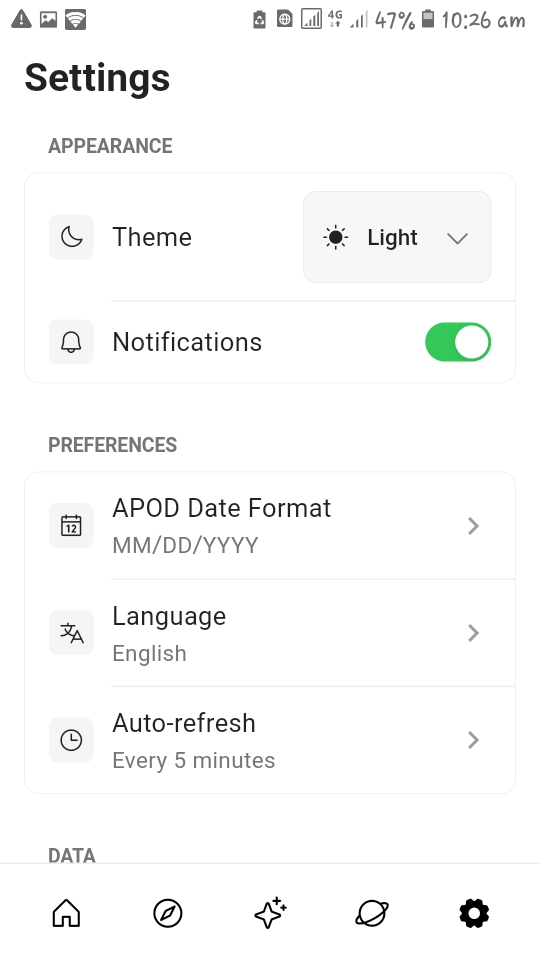 4G 47% 10:26 am
Settings
APPEARANCE
Theme
Light
Notifications
PREFERENCES
12
APOD Date Format
MM/DD/YYYY
Language
English
Auto-refresh
Every 5 minutes
DATA